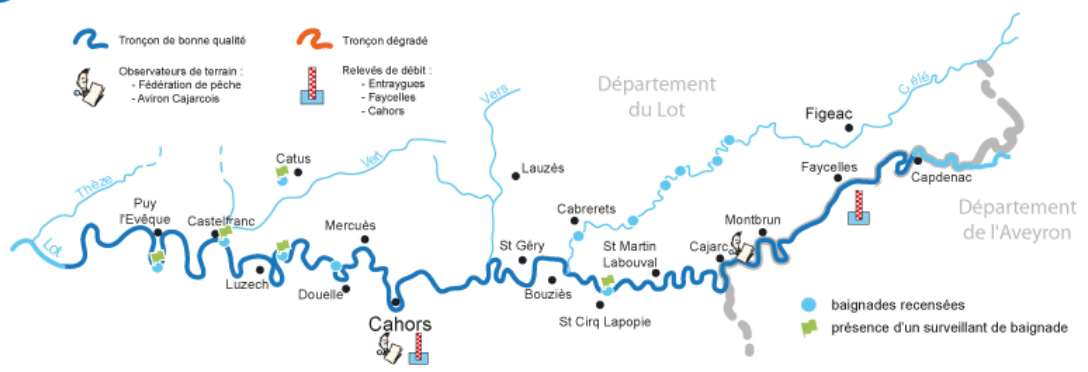 Tronçon de bonne qualité
Tronçon dégradé
Observateurs de terrain :
- Fédération de pêche
- Aviron Cajarcois
Relevés de débit :
- Entraygues
- Faycelles
- Cahors
Département
du Lot
Vers
Célé
Figeac
Catus
Vert
Lauzès
Faycelles
Capdenac
Thèze
Puy
l'Evêque
Castelfranc
Cabrerets
Département
de l'Aveyron
Lot
Mercuès
St Géry
St Martin
Labouval
Montbrun
Cajarc
Luzech
Douelle
Bouziès
St Cirq Lapopie
Cahors
baignades recensées
présence d'un surveillant de baignade